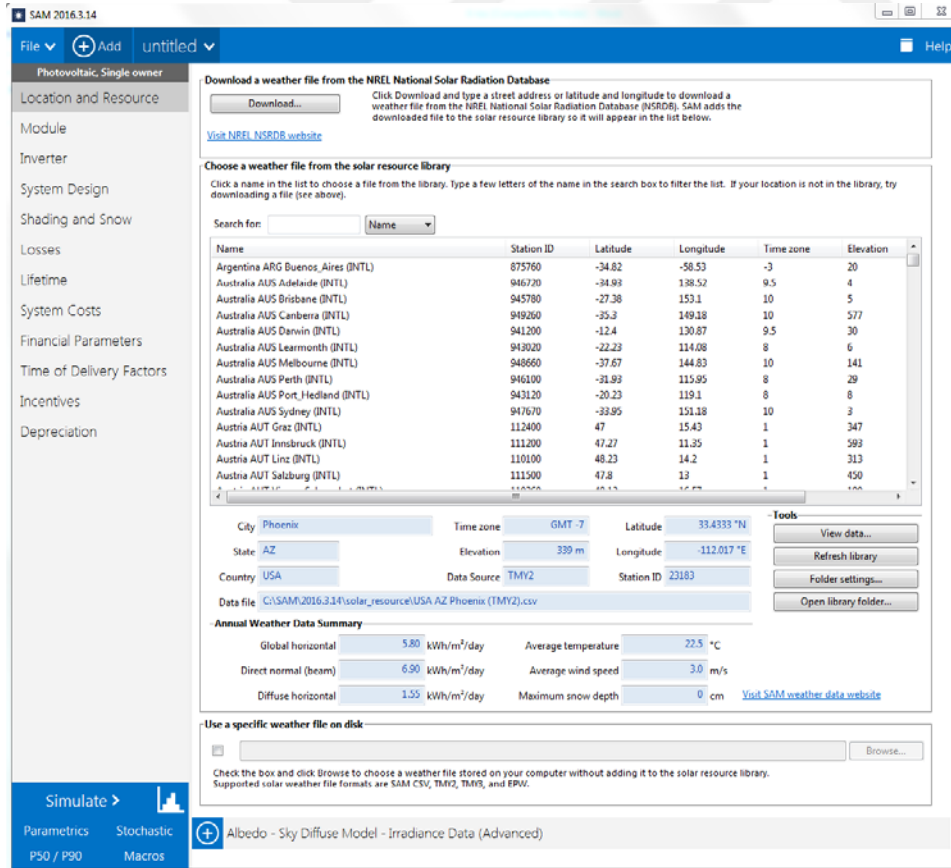 SAM 2016.3.14
File Add untitled Help
Photovoltaic, Single owner
Location and Resource
Module
Inverter
System Design
Shading and Snow
Losses
Lifetime
System Costs
Financial Parameters
Time of Delivery Factors
Incentives
Depreciation
Simulate >
Parametrics Stochastic
P50 / P90 Macros
Download a weather file from the NREL National Solar Radiation Database
Download...
Click Download and type a street address or latitude and longitude to download a
weather file from the NREL National Solar Radiation Database (NSRDB). SAM adds the
downloaded file to the solar resource library so it will appear in the list below.
Visit NREL NSRDB website
Choose a weather file from the solar resource library
Click a name in the list to choose a file from the library. Type a few letters of the name in the search box to filter the list. If your location is not in the library, try
downloading a file (see above).
Search for: Name
Name Station ID Latitude Longitude Time zone Elevation
Argentina ARG Buenos_Aires (INTL) 875760 -34.82 -58.53 -3 20
Australia AUS Adelaide (INTL) 946720 -34.93 138.52 9.5 4
Australia AUS Brisbane (INTL) 945780 -27.38 153.1 10 5
Australia AUS Canberra (INTL) 949260 -35.3 149.18 10 577
Australia AUS Darwin (INTL) 941200 -12.4 130.87 9.5 30
Australia AUS Learmonth (INTL) 943020 -22.23 114.08 8 6
Australia AUS Melbourne (INTL) 948660 -37.67 144.83 10 141
Australia AUS Perth (INTL) 946100 -31.93 115.95 8 29
Australia AUS Port_Hedland (INTL) 943120 -20.23 119.1 8 8
Australia AUS Sydney (INTL) 947670 -33.95 151.18 10 3
Austria AUT Graz (INTL) 112400 47 15.43 1 347
Austria AUT Innsbruck (INTL) 111200 47.27 11.35 1 593
Austria AUT Linz (INTL) 110100 48.23 14.2 1 313
Austria AUT Salzburg (INTL) 111500 47.8 13 1 450
City Phoenix Time zone GMT -7 Latitude 33.4333 °N
State AZ Elevation 339 m Longitude -112.017 °E
Country USA Data Source TMY2 Station ID 23183
Data file C:\SAM\2016.3.14\solar_resource\USA AZ Phoenix (TMY2).csv
Tools
View data...
Refresh library
Folder settings...
Open library folder...
Annual Weather Data Summary
Global horizontal 5.80 kWh/m²/day Average temperature 22.5 °C
Direct normal (beam) 6.90 kWh/m²/day Average wind speed 3.0 m/s
Diffuse horizontal 1.55 kWh/m²/day Maximum snow depth 0 cm Visit SAM weather data website
Use a specific weather file on disk
Browse...
Check the box and click Browse to choose a weather file stored on your computer without adding it to the solar resource library.
Supported solar weather file formats are SAM CSV, TMY2, TMY3, and EPW.
Albedo - Sky Diffuse Model - Irradiance Data (Advanced)